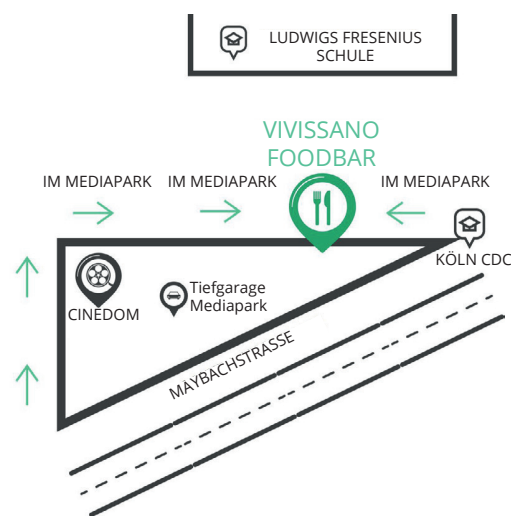 LUDWIGS FRESENIUS
SCHULE
VIVISSANO
FOODBAR
IM MEDIAPARK
IM MEDIAPARK
IM MEDIAPARK
KÖLN CDC
Tiefgarage
Mediapark
CINEDOM
MAYBACHSTRASSE